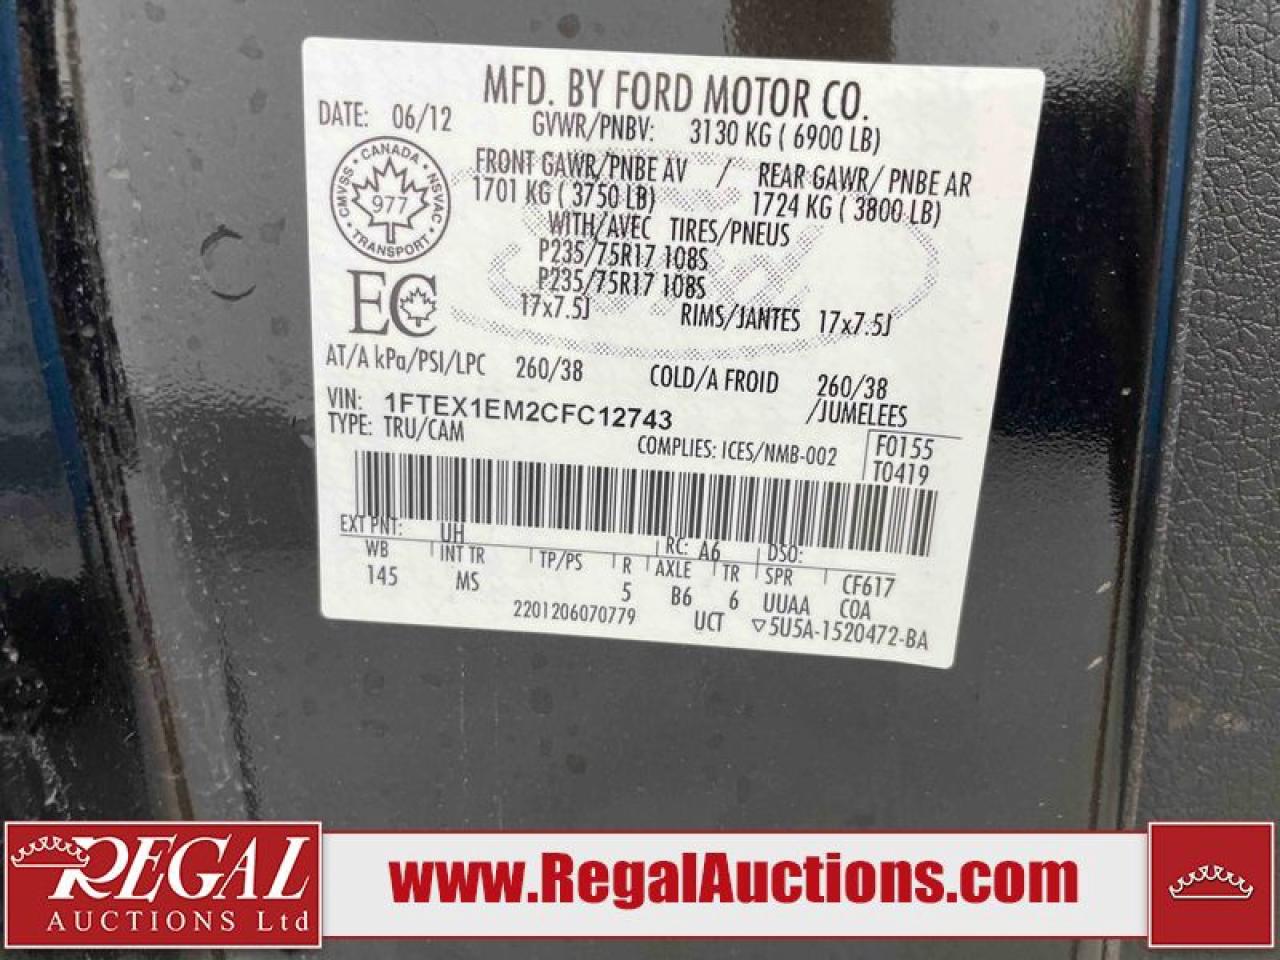 MFD. BY FORD MOTOR CO.
DATE: 06/12
GVWR/PNBV: 3130 KG ( 6900 LB)
FRONT GAWR/PNBE AV / REAR GAWR/ PNBE AR
1701 KG ( 3750 LB) 1724 KG ( 3800 LB)
WITH/AVEC TIRES/PNEUS
P235/75R17 108S
P235/75R17 108S
17x7.5J RIMS/JANTES 17x7.5J
CANADA
CMVSS 977 NSVAC
TRANSPORT
EC
AT/A kPa/PSI/LPC 260/38 COLD/A FROID 260/38
/JUMELEES
VIN: 1FTEX1EM2CFC12743
TYPE: TRU/CAM
COMPLIES: ICES/NMB-002
F0155
T0419
EXT PNT: UH RC: A6 DSO:
WB INT TR TP/PS R AXLE TR SPR CF617
145 MS 5 B6 6 UUAA COA
2201206070779 UCT ▽5U5A-1520472-BA
REGAL
AUCTIONS Ltd
www.RegalAuctions.com